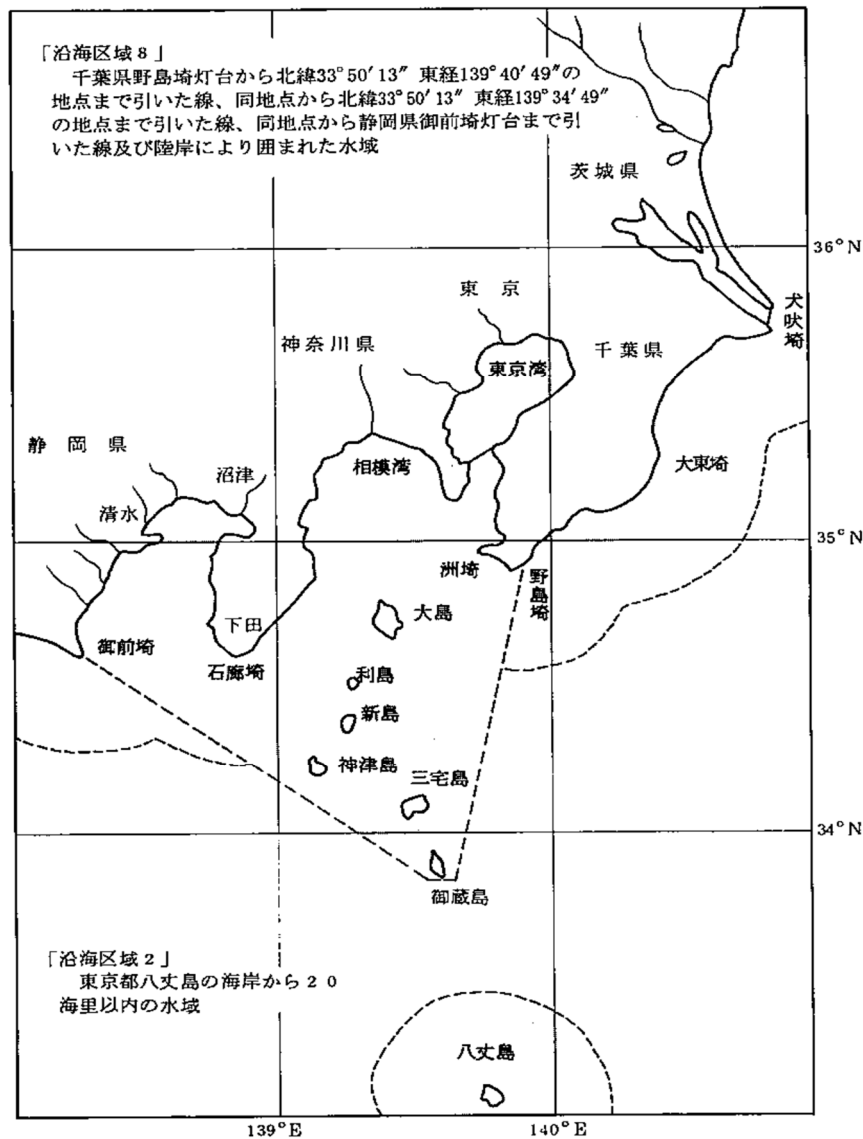 「沿海区域8」
千葉県野島埼灯台から北緯33°50′13″ 東経139°40′49″の
地点まで引いた線、同地点から北緯33°50′13″ 東経139°34′49″
の地点まで引いた線、同地点から静岡県御前埼灯台まで引
いた線及び陸岸により囲まれた水域
茨城県
36°N
犬吠埼
東京
神奈川県
千葉県
東京湾
静岡県
沼津
相模湾
大東埼
清水
35°N
洲埼
野島埼
大島
下田
御前埼
石廊埼
利島
新島
神津島
三宅島
34°N
御蔵島
「沿海区域2」
東京都八丈島の海岸から20
海里以内の水域
八丈島
139°E
140°E